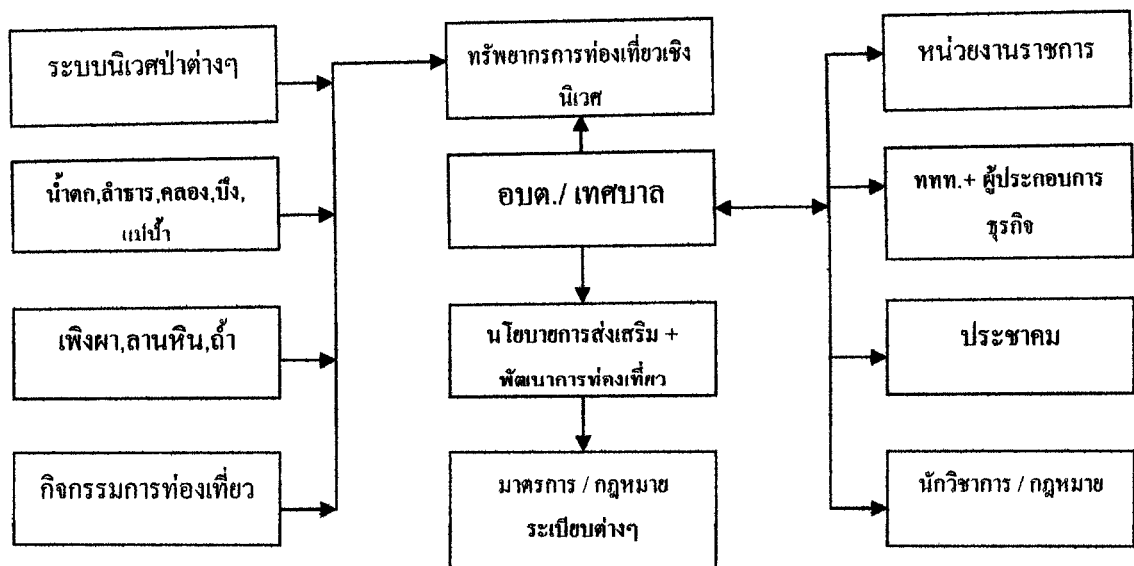 ระบบนิเวศป่าต่างๆ
น้ำตก,ลำธาร,คลอง,บึง,
แม่น้ำ
เพิงผา,ลานหิน,ถ้ำ
กิจกรรมการท่องเที่ยว
ทรัพยากรการท่องเที่ยวเชิง
นิเวศ
อบต./ เทศบาล
นโยบายการส่งเสริม +
พัฒนาการท่องเที่ยว
มาตรการ / กฎหมาย
ระเบียบต่างๆ
หน่วยงานราชการ
ททท.+ ผู้ประกอบการ
ธุรกิจ
ประชาคม
นักวิชาการ / กฎหมาย